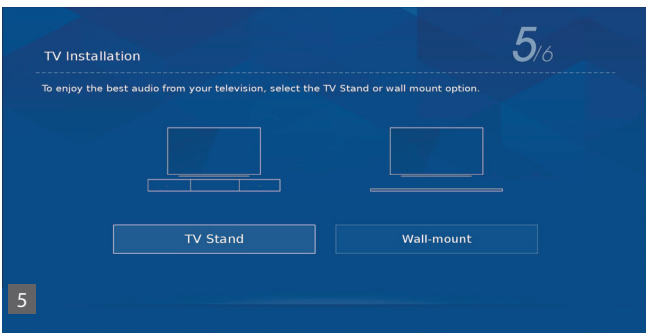 5/6
TV Installation
To enjoy the best audio from your television, select the TV Stand or wall mount option.
TV Stand
Wall-mount
5